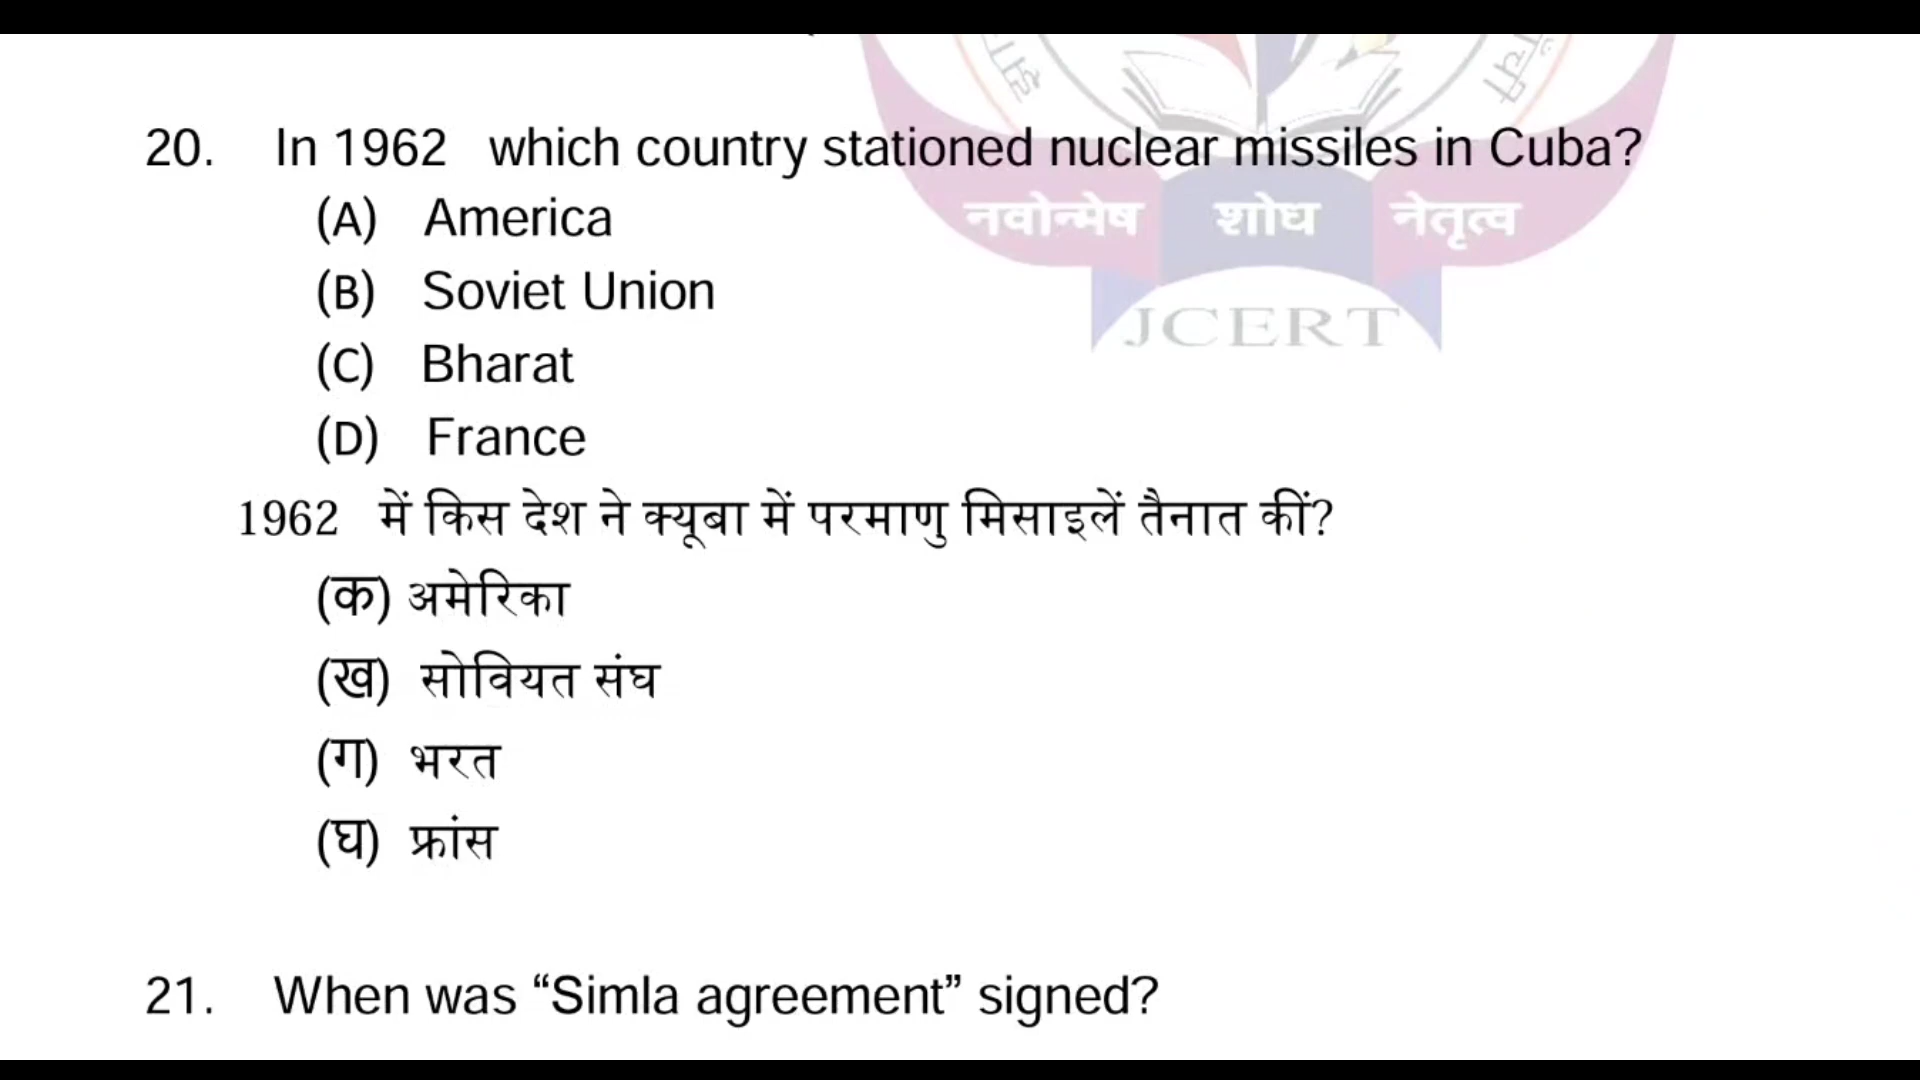 20. In 1962 which country stationed nuclear missiles in Cuba?
(A) America
नवोन्मेष शोध नेतृत्व
(B) Soviet Union
JCERT
(C) Bharat
(D) France
1962 में किस देश ने क्यूबा में परमाणु मिसाइलें तैनात कीं?
(क) अमेरिका
(ख) सोवियत संघ
(ग) भरत
(घ) फ्रांस
21. When was “Simla agreement” signed?